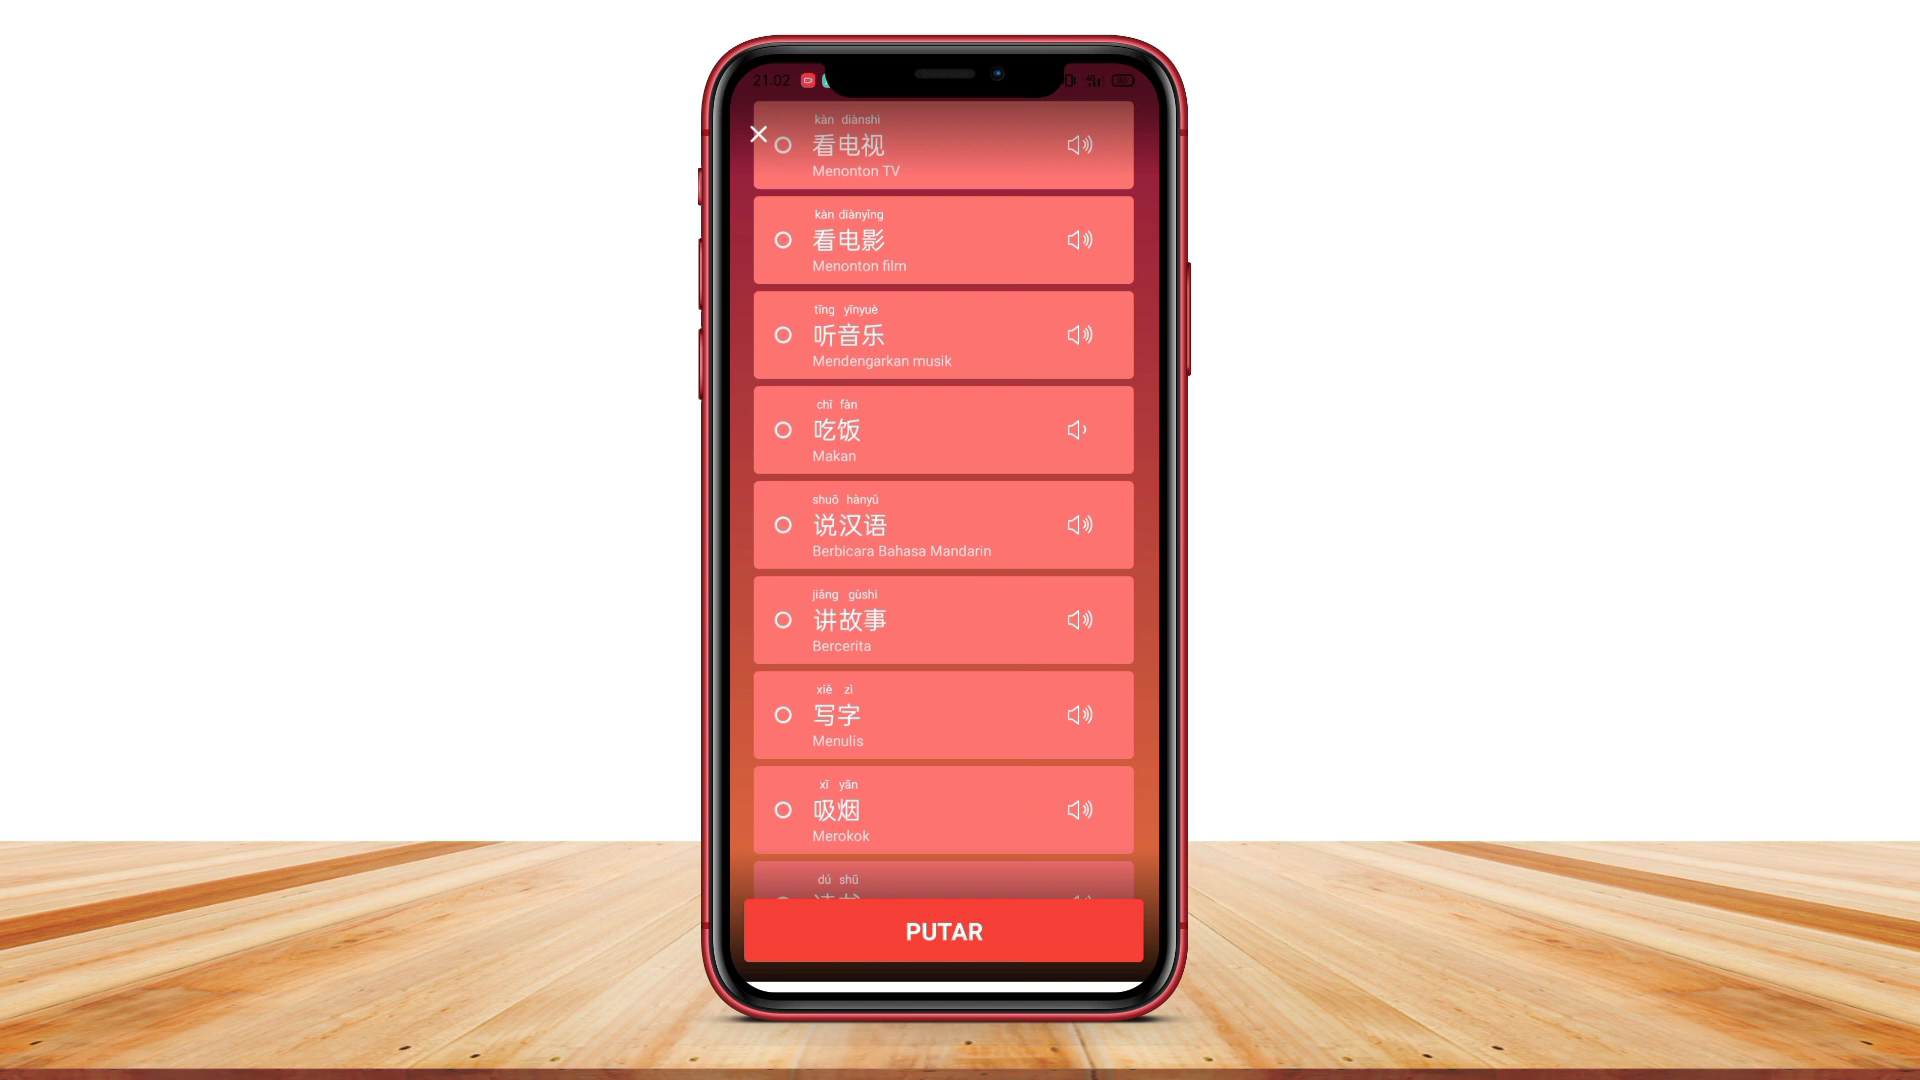 21.02
kàn diànshì
看电视
Menonton TV
kàn diànyǐng
看电影
Menonton film
tīng yīnyuè
听音乐
Mendengarkan musik
chī fàn
吃饭
Makan
shuō hànyǔ
说汉语
Berbicara Bahasa Mandarin
jiǎng gùshi
讲故事
Bercerita
xiě zì
写字
Menulis
xī yān
吸烟
Merokok
dú shū
PUTAR